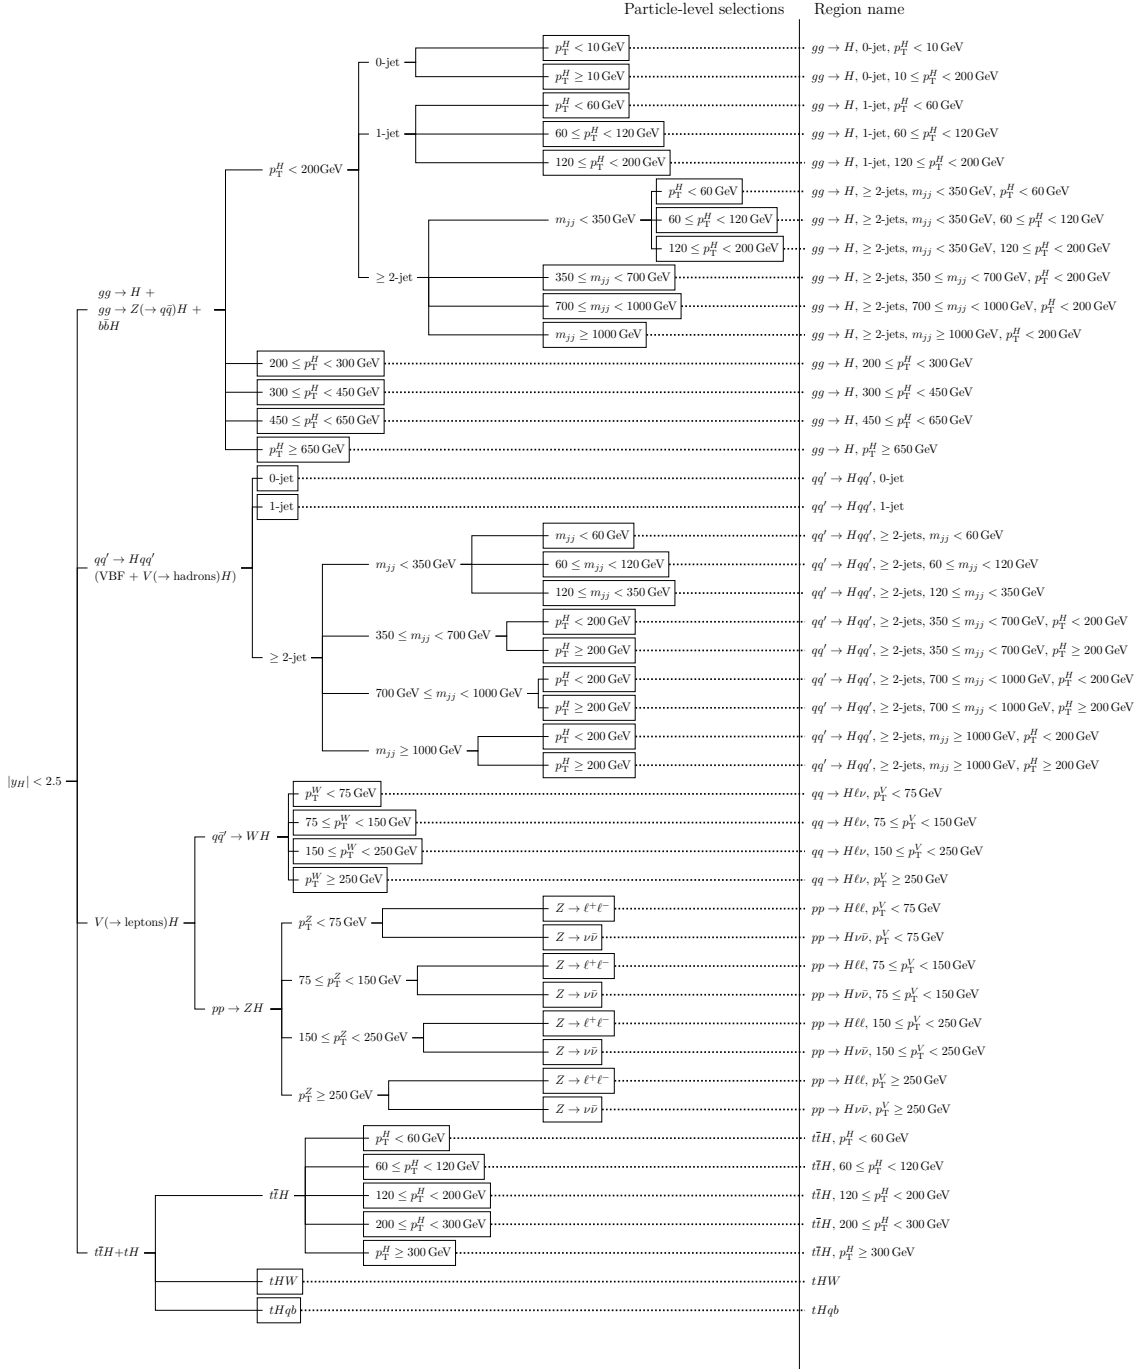 Particle-level selections Region name
p_T^H < 10 GeV gg → H, 0-jet, p_T^H < 10 GeV
0-jet
p_T^H ≥ 10 GeV gg → H, 0-jet, 10 ≤ p_T^H < 200 GeV
p_T^H < 60 GeV gg → H, 1-jet, p_T^H < 60 GeV
1-jet 60 ≤ p_T^H < 120 GeV gg → H, 1-jet, 60 ≤ p_T^H < 120 GeV
120 ≤ p_T^H < 200 GeV gg → H, 1-jet, 120 ≤ p_T^H < 200 GeV
p_T^H < 200GeV
p_T^H < 60 GeV gg → H, ≥ 2-jets, m_jj < 350 GeV, p_T^H < 60 GeV
m_jj < 350 GeV 60 ≤ p_T^H < 120 GeV gg → H, ≥ 2-jets, m_jj < 350 GeV, 60 ≤ p_T^H < 120 GeV
120 ≤ p_T^H < 200 GeV gg → H, ≥ 2-jets, m_jj < 350 GeV, 120 ≤ p_T^H < 200 GeV
≥ 2-jet 350 ≤ m_jj < 700 GeV gg → H, ≥ 2-jets, 350 ≤ m_jj < 700 GeV, p_T^H < 200 GeV
gg → H +
gg → Z(→ qq̄)H +
bb̄H
700 ≤ m_jj < 1000 GeV gg → H, ≥ 2-jets, 700 ≤ m_jj < 1000 GeV, p_T^H < 200 GeV
m_jj ≥ 1000 GeV gg → H, ≥ 2-jets, m_jj ≥ 1000 GeV, p_T^H < 200 GeV
200 ≤ p_T^H < 300 GeV gg → H, 200 ≤ p_T^H < 300 GeV
300 ≤ p_T^H < 450 GeV gg → H, 300 ≤ p_T^H < 450 GeV
450 ≤ p_T^H < 650 GeV gg → H, 450 ≤ p_T^H < 650 GeV
p_T^H ≥ 650 GeV gg → H, p_T^H ≥ 650 GeV
0-jet qq′ → Hqq′, 0-jet
1-jet qq′ → Hqq′, 1-jet
m_jj < 60 GeV qq′ → Hqq′, ≥ 2-jets, m_jj < 60 GeV
qq′ → Hqq′
(VBF + V(→ hadrons)H)
m_jj < 350 GeV 60 ≤ m_jj < 120 GeV qq′ → Hqq′, ≥ 2-jets, 60 ≤ m_jj < 120 GeV
120 ≤ m_jj < 350 GeV qq′ → Hqq′, ≥ 2-jets, 120 ≤ m_jj < 350 GeV
p_T^H < 200 GeV qq′ → Hqq′, ≥ 2-jets, 350 ≤ m_jj < 700 GeV, p_T^H < 200 GeV
350 ≤ m_jj < 700 GeV
p_T^H ≥ 200 GeV qq′ → Hqq′, ≥ 2-jets, 350 ≤ m_jj < 700 GeV, p_T^H ≥ 200 GeV
≥ 2-jet
p_T^H < 200 GeV qq′ → Hqq′, ≥ 2-jets, 700 ≤ m_jj < 1000 GeV, p_T^H < 200 GeV
700 GeV ≤ m_jj < 1000 GeV
p_T^H ≥ 200 GeV qq′ → Hqq′, ≥ 2-jets, 700 ≤ m_jj < 1000 GeV, p_T^H ≥ 200 GeV
p_T^H < 200 GeV qq′ → Hqq′, ≥ 2-jets, m_jj ≥ 1000 GeV, p_T^H < 200 GeV
m_jj ≥ 1000 GeV
p_T^H ≥ 200 GeV qq′ → Hqq′, ≥ 2-jets, m_jj ≥ 1000 GeV, p_T^H ≥ 200 GeV
|y_H| < 2.5
p_T^W < 75 GeV qq → Hℓν, p_T^V < 75 GeV
75 ≤ p_T^W < 150 GeV qq → Hℓν, 75 ≤ p_T^V < 150 GeV
qq̄′ → WH
150 ≤ p_T^W < 250 GeV qq → Hℓν, 150 ≤ p_T^V < 250 GeV
p_T^W ≥ 250 GeV qq → Hℓν, p_T^V ≥ 250 GeV
Z → ℓ⁺ℓ⁻ pp → Hℓℓ, p_T^V < 75 GeV
V(→ leptons)H p_T^Z < 75 GeV
Z → νν̄ pp → Hνν̄, p_T^V < 75 GeV
Z → ℓ⁺ℓ⁻ pp → Hℓℓ, 75 ≤ p_T^V < 150 GeV
75 ≤ p_T^Z < 150 GeV
Z → νν̄ pp → Hνν̄, 75 ≤ p_T^V < 150 GeV
pp → ZH
Z → ℓ⁺ℓ⁻ pp → Hℓℓ, 150 ≤ p_T^V < 250 GeV
150 ≤ p_T^Z < 250 GeV
Z → νν̄ pp → Hνν̄, 150 ≤ p_T^V < 250 GeV
Z → ℓ⁺ℓ⁻ pp → Hℓℓ, p_T^V ≥ 250 GeV
p_T^Z ≥ 250 GeV
Z → νν̄ pp → Hνν̄, p_T^V ≥ 250 GeV
p_T^H < 60 GeV tt̄H, p_T^H < 60 GeV
60 ≤ p_T^H < 120 GeV tt̄H, 60 ≤ p_T^H < 120 GeV
tt̄H 120 ≤ p_T^H < 200 GeV tt̄H, 120 ≤ p_T^H < 200 GeV
200 ≤ p_T^H < 300 GeV tt̄H, 200 ≤ p_T^H < 300 GeV
tt̄H+tH p_T^H ≥ 300 GeV tt̄H, p_T^H ≥ 300 GeV
tHW tHW
tHqb tHqb